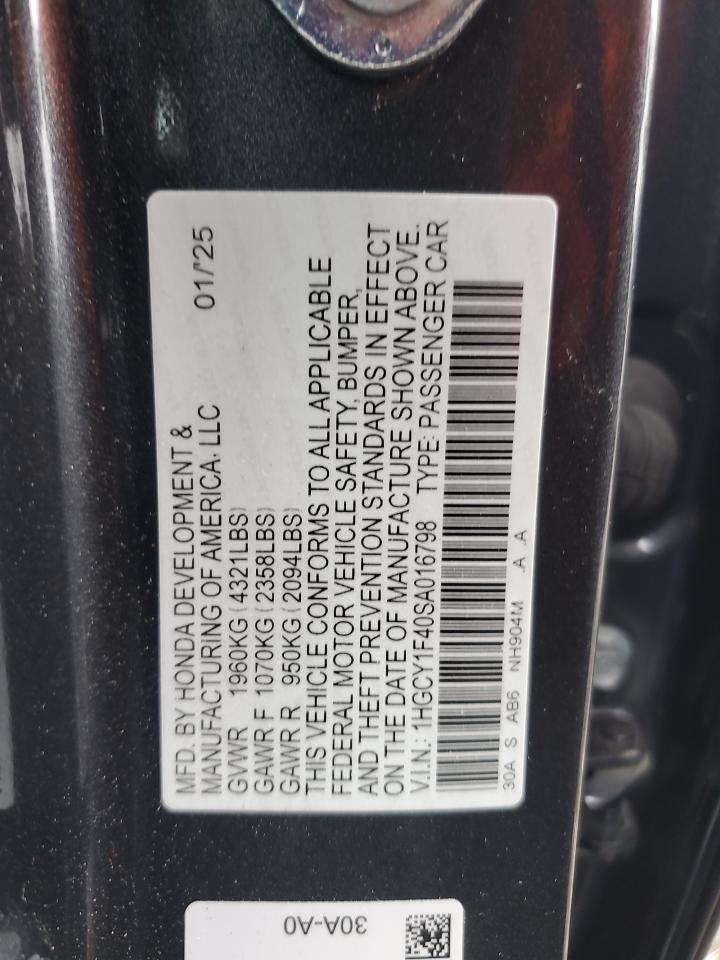 MFD. BY HONDA DEVELOPMENT &
MANUFACTURING OF AMERICA, LLC 01/'25
GVWR 1960KG (4321LBS)
GAWR F 1070KG (2358LBS)
GAWR R 950KG (2094LBS)
THIS VEHICLE CONFORMS TO ALL APPLICABLE
FEDERAL MOTOR VEHICLE SAFETY, BUMPER,
AND THEFT PREVENTION STANDARDS IN EFFECT
ON THE DATE OF MANUFACTURE SHOWN ABOVE.
V.I.N.: 1HGCY1F40SA016798 TYPE: PASSENGER CAR
30A S AB6 NH904M .A .A
30A-A0